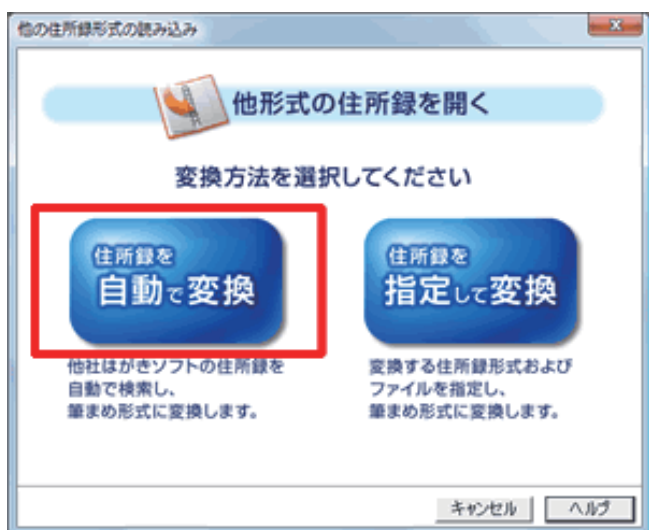 他の住所録形式の読み込み
他形式の住所録を開く
変換方法を選択してください
住所録を
自動で変換
住所録を
指定して変換
他社はがきソフトの住所録を
自動で検索し、
筆まめ形式に変換します。
変換する住所録形式および
ファイルを指定し、
筆まめ形式に変換します。
キャンセル
ヘルプ